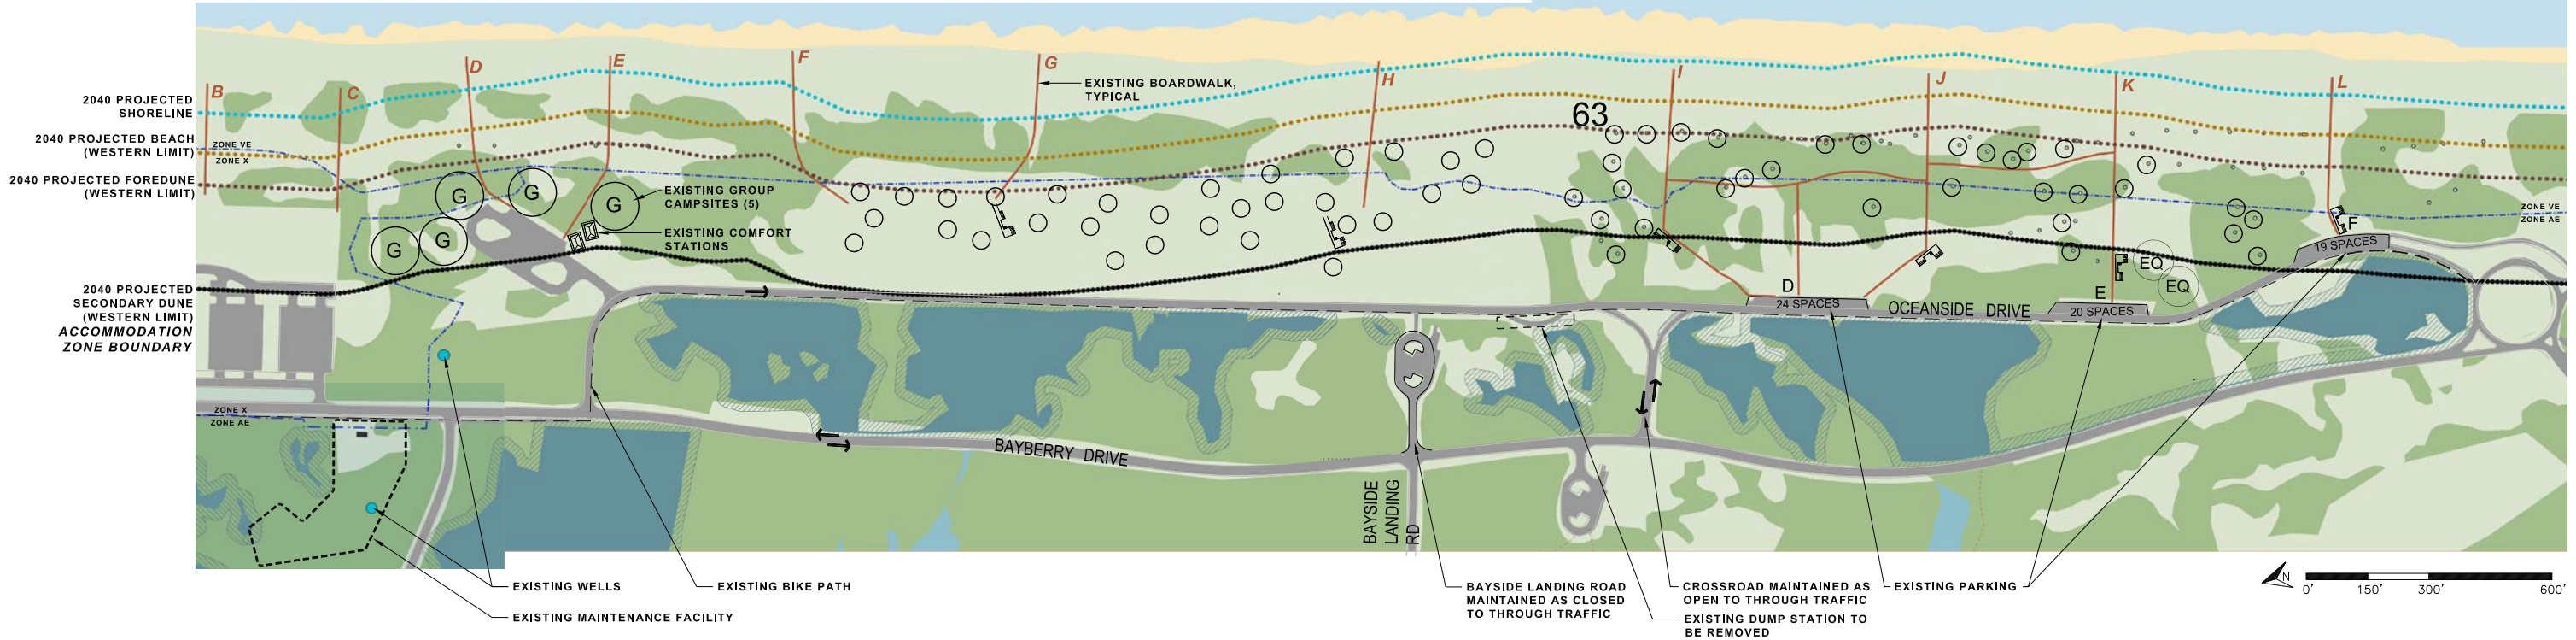 B
C
D
E
F
G
H
I
J
K
L
EXISTING BOARDWALK,
TYPICAL
2040 PROJECTED
SHORELINE
63
2040 PROJECTED BEACH
(WESTERN LIMIT)
ZONE VE
ZONE X
2040 PROJECTED FOREDUNE
(WESTERN LIMIT)
G
G
G
G
G
EXISTING GROUP
CAMPSITES (5)
EXISTING COMFORT
STATIONS
ZONE VE
ZONE AE
F
19 SPACES
EQ
EQ
2040 PROJECTED
SECONDARY DUNE
(WESTERN LIMIT)
ACCOMMODATION
ZONE BOUNDARY
D
24 SPACES
OCEANSIDE DRIVE
E
20 SPACES
ZONE X
ZONE AE
BAYBERRY DRIVE
BAYSIDE
LANDING
RD
EXISTING WELLS
EXISTING MAINTENANCE FACILITY
EXISTING BIKE PATH
BAYSIDE LANDING ROAD
MAINTAINED AS CLOSED
TO THROUGH TRAFFIC
CROSSROAD MAINTAINED AS
OPEN TO THROUGH TRAFFIC
EXISTING DUMP STATION TO
BE REMOVED
EXISTING PARKING
N
0' 150' 300' 600'